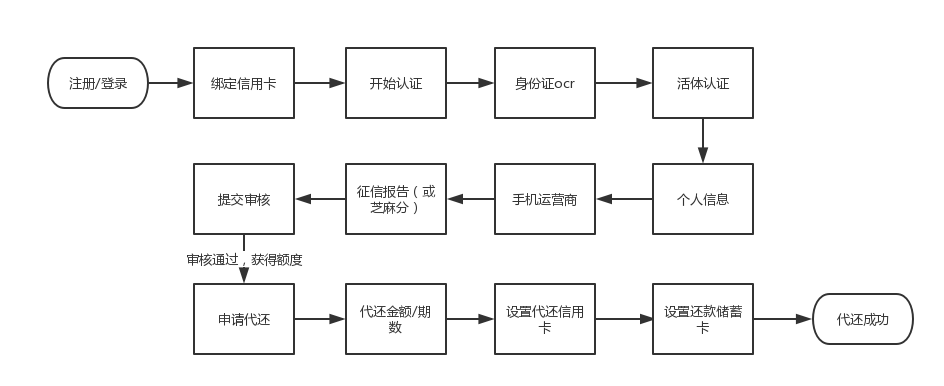 注册/登录
绑定信用卡
开始认证
身份证ocr
活体认证
个人信息
手机运营商
征信报告（或
芝麻分）
提交审核
审核通过，获得额度
申请代还
代还金额/期
数
设置代还信用
卡
设置还款储蓄
卡
代还成功